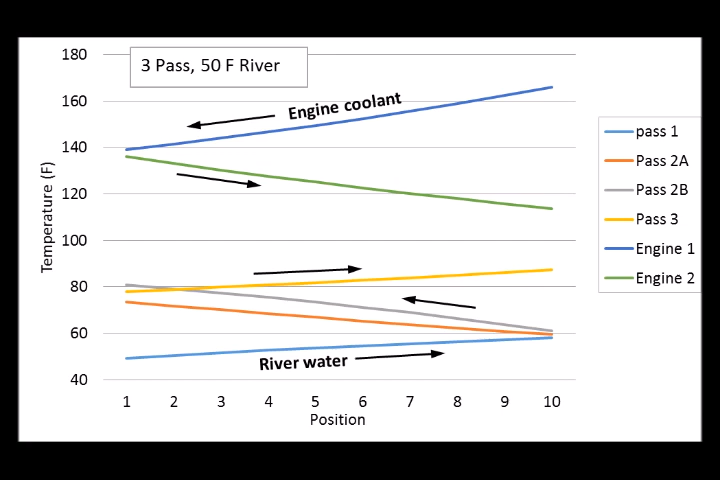 3 Pass, 50 F River
180
160
140
120
100
80
60
40
Temperature (F)
Engine coolant
River water
1 2 3 4 5 6 7 8 9 10
Position
pass 1
Pass 2A
Pass 2B
Pass 3
Engine 1
Engine 2